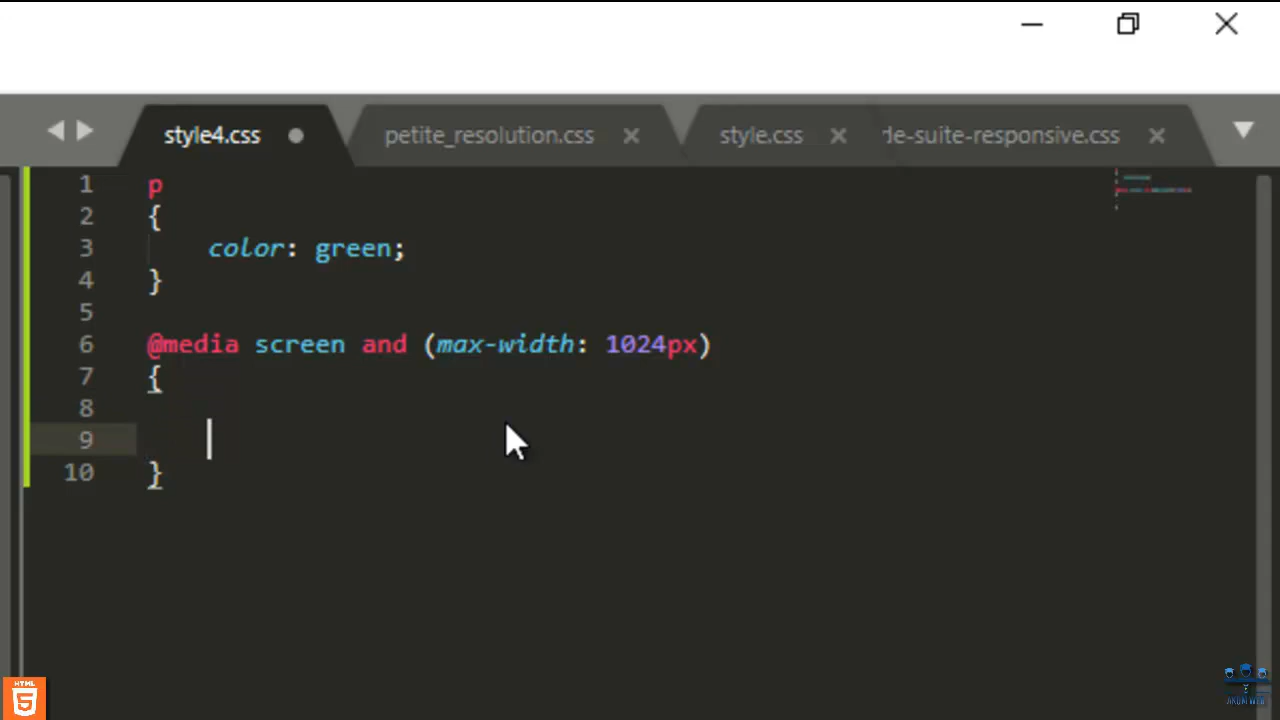 style4.css petite_resolution.css style.css de-suite-responsive.css
1 p
2 {
3 color: green;
4 }
5
6 @media screen and (max-width: 1024px)
7 {
8
9
10 }
HTML
5